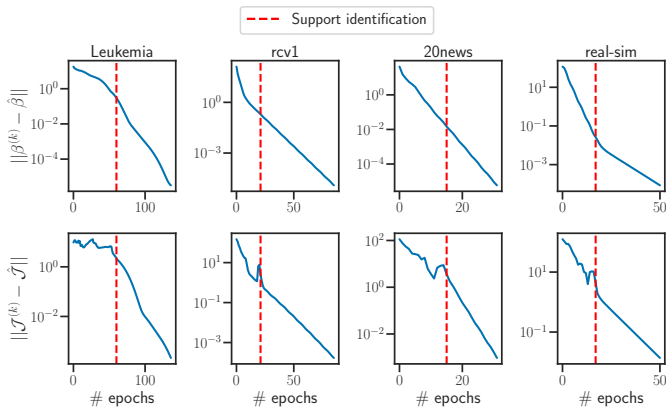 Support identification
Leukemia rcv1 20news real-sim
||β^(k) − β̂||
10^0 10^−2 10^−4
0 100
10^0 10^−3
0 50
10^0 10^−2 10^−4
0 20
10^1 10^−1 10^−3
0 50
||𝒥^(k) − 𝒥̂||
10^0 10^−2
0 100
10^1 10^−1 10^−3
0 50
10^2 10^0 10^−2
0 20
10^1 10^−1
0 50
# epochs # epochs # epochs # epochs